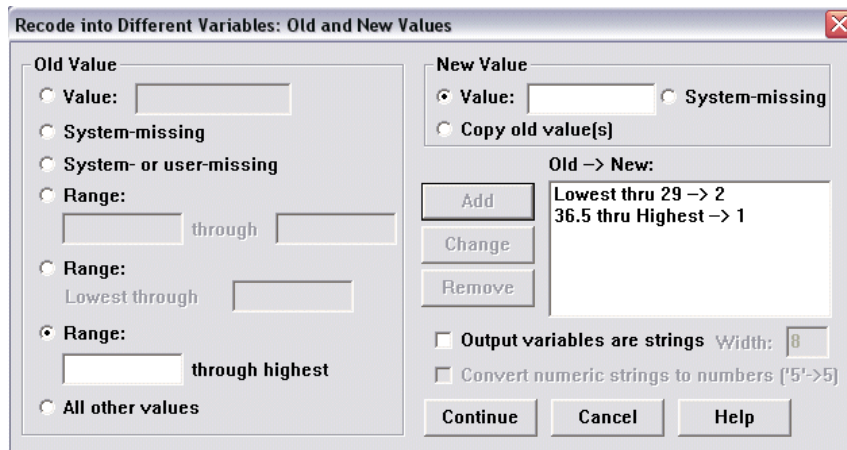 Recode into Different Variables: Old and New Values
Old Value
Value:
System-missing
System- or user-missing
Range:
through
Range:
Lowest through
Range:
through highest
All other values
New Value
Value:
System-missing
Copy old value(s)
Old –> New:
Add
Change
Remove
Lowest thru 29 –> 2
36.5 thru Highest –> 1
Output variables are strings Width: 8
Convert numeric strings to numbers ('5'->5)
Continue Cancel Help